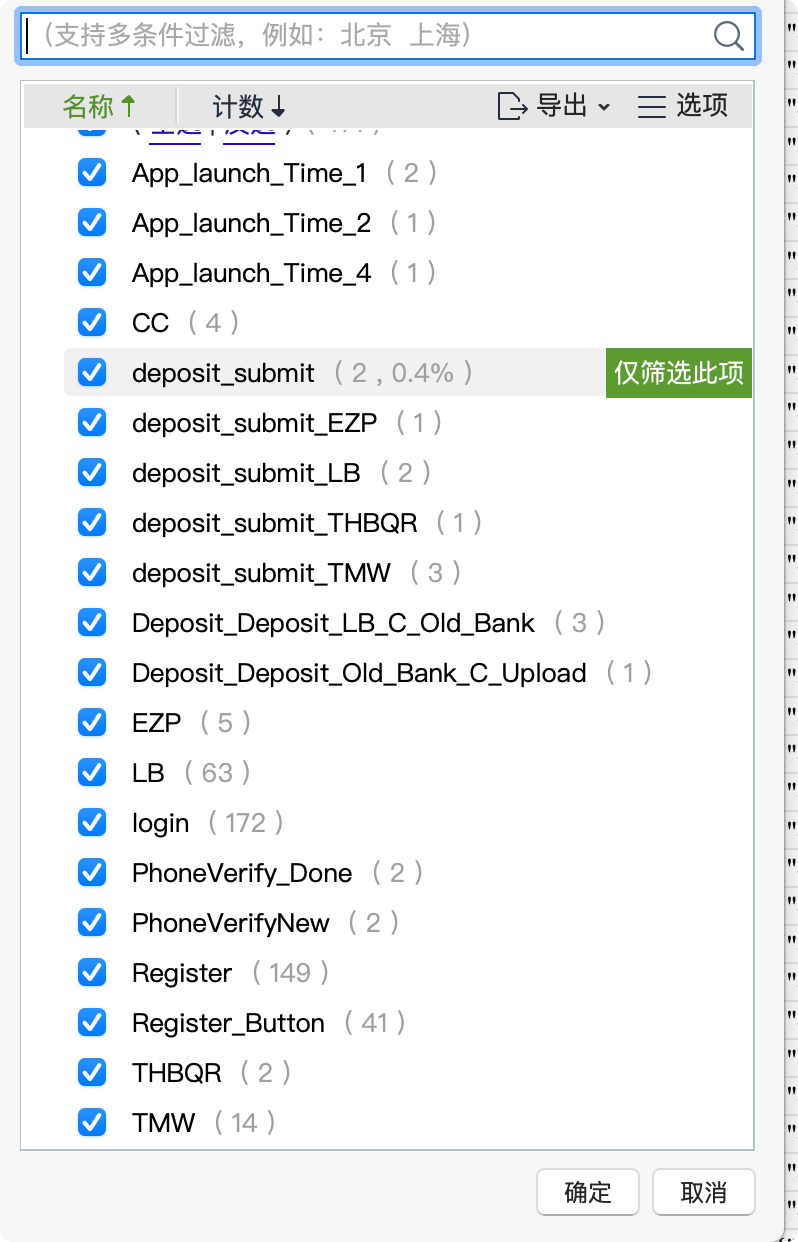 （支持多条件过滤，例如：北京 上海）
名称↑ 计数↓ 导出 选项
App_launch_Time_1 （ 2 ）
App_launch_Time_2 （ 1 ）
App_launch_Time_4 （ 1 ）
CC （ 4 ）
deposit_submit （ 2 , 0.4% ） 仅筛选此项
deposit_submit_EZP （ 1 ）
deposit_submit_LB （ 2 ）
deposit_submit_THBQR （ 1 ）
deposit_submit_TMW （ 3 ）
Deposit_Deposit_LB_C_Old_Bank （ 3 ）
Deposit_Deposit_Old_Bank_C_Upload （ 1 ）
EZP （ 5 ）
LB （ 63 ）
login （ 172 ）
PhoneVerify_Done （ 2 ）
PhoneVerifyNew （ 2 ）
Register （ 149 ）
Register_Button （ 41 ）
THBQR （ 2 ）
TMW （ 14 ）
确定 取消